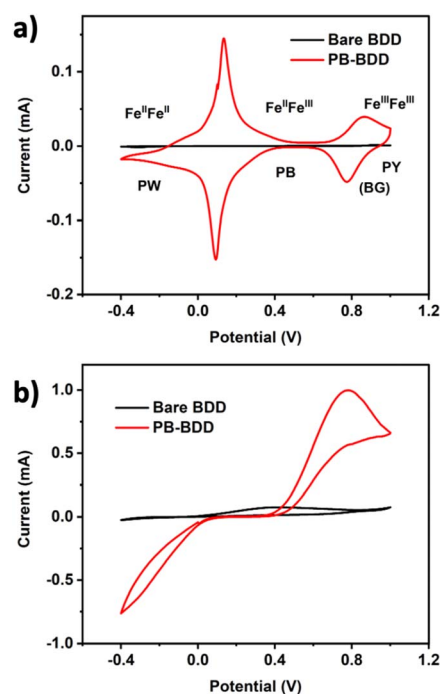 a)
Bare BDD
PB-BDD
Fe^II Fe^II
Fe^II Fe^III
Fe^III Fe^III
PW
PB
PY
(BG)
Current (mA)
0.1
0.0
-0.1
-0.2
-0.4 0.0 0.4 0.8 1.2
Potential (V)
b)
Bare BDD
PB-BDD
Current (mA)
1.0
0.5
0.0
-0.5
-1.0
-0.4 0.0 0.4 0.8 1.2
Potential (V)